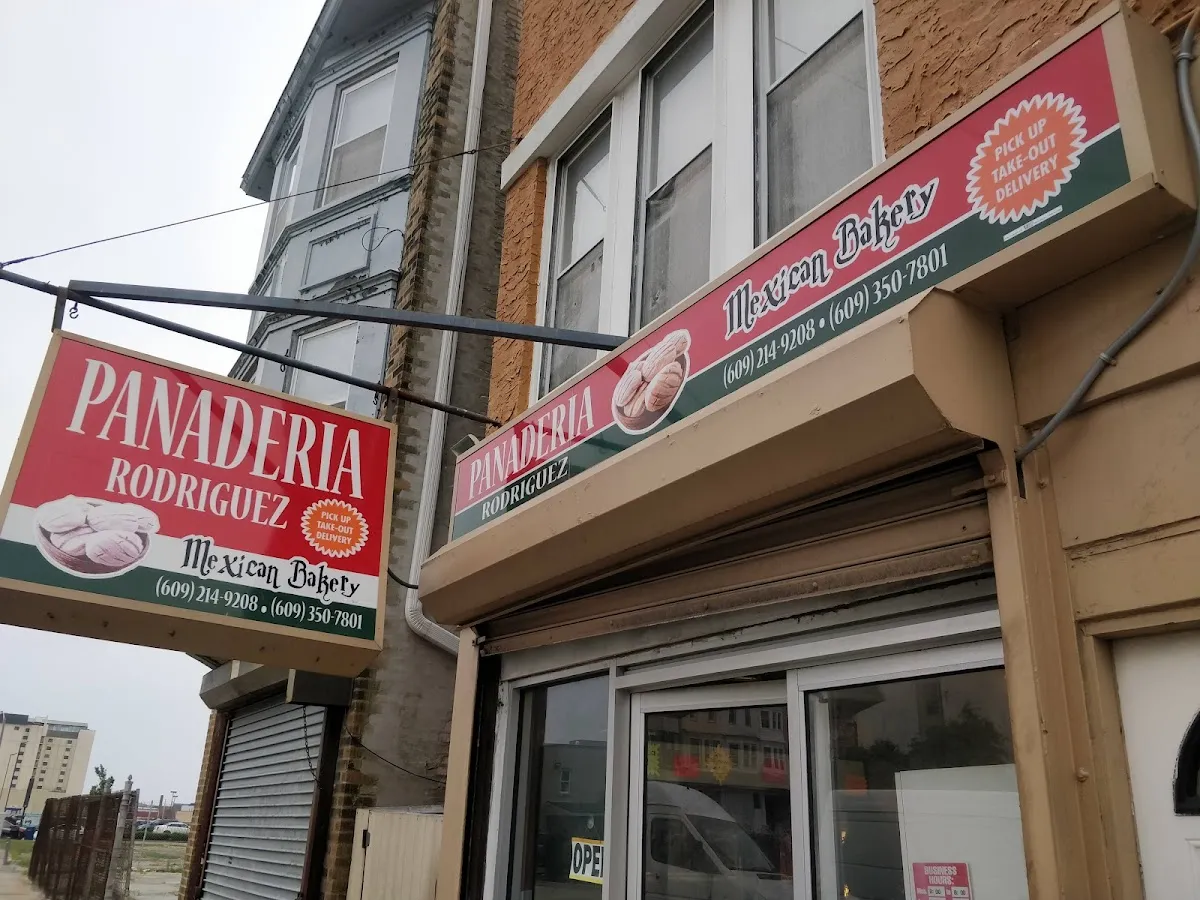 PANADERIA
RODRIGUEZ
PICK UP
TAKE-OUT
DELIVERY
Mexican Bakery
(609) 214-9208 • (609) 350-7801
PANADERIA
RODRIGUEZ
Mexican Bakery
(609) 214-9208 • (609) 350-7801
PICK UP
TAKE-OUT
DELIVERY
OPEN
BUSINESS
HOURS: